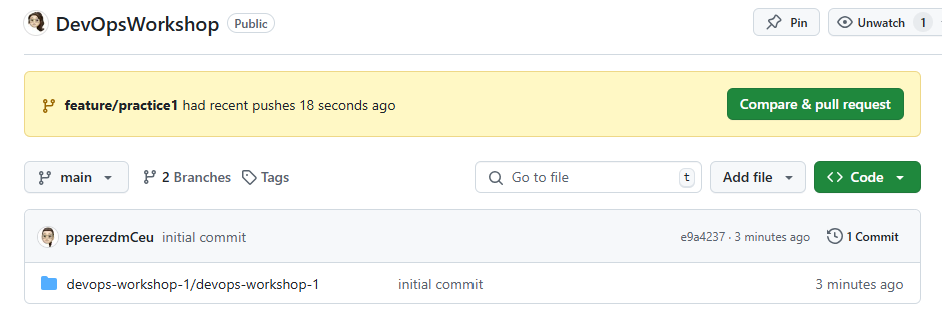 DevOpsWorkshop Public Pin Unwatch 1
feature/practice1 had recent pushes 18 seconds ago Compare & pull request
main 2 Branches Tags Go to file t Add file <> Code
pperezdmCeu initial commit e9a4237 · 3 minutes ago 1 Commit
devops-workshop-1/devops-workshop-1 initial commit 3 minutes ago